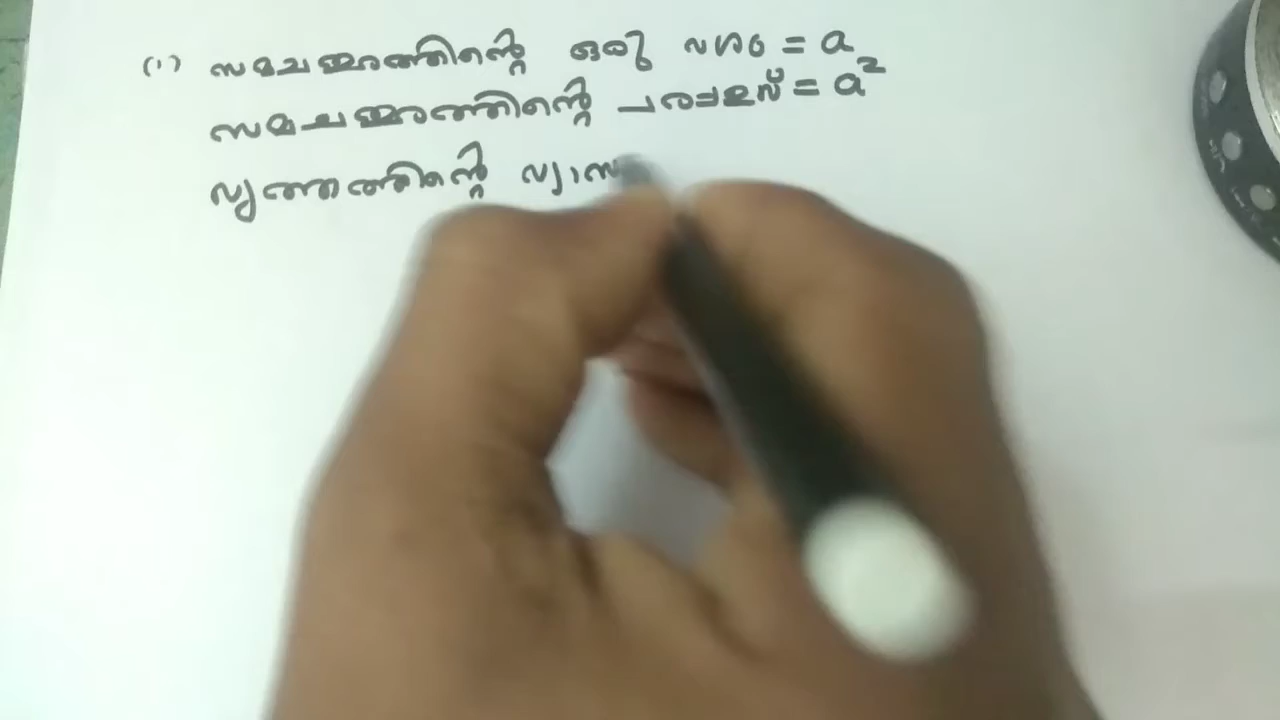 (1) സമചതുരത്തിന്റെ ഒരു വശം = a
സമചതുരത്തിന്റെ പരപ്പളവ് = a²
വൃത്തത്തിന്റെ വ്യാസ